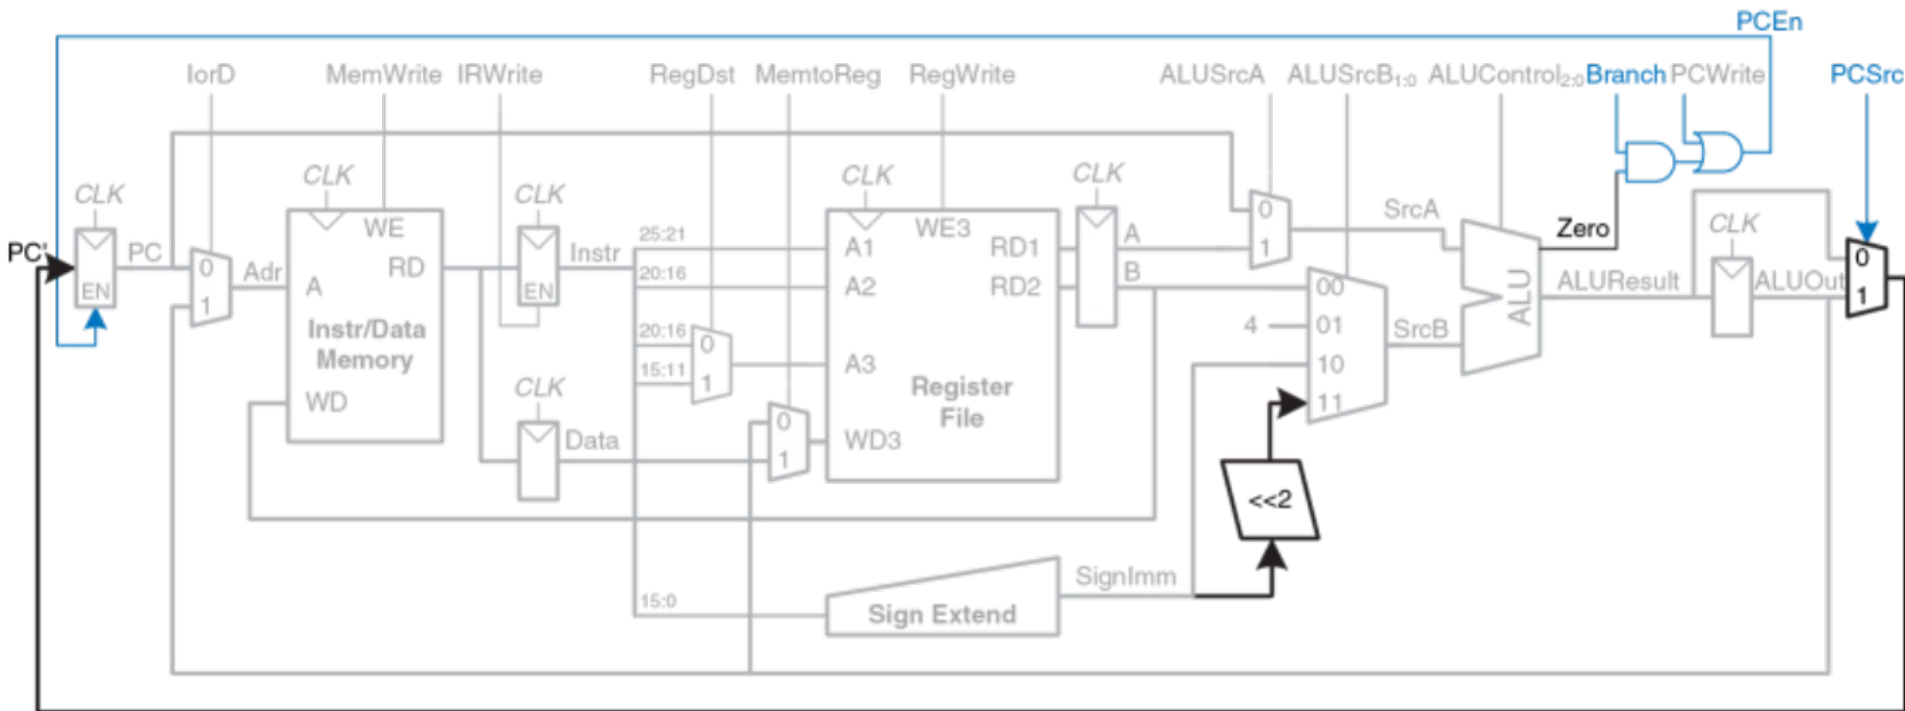 PCEn
IorD MemWrite IRWrite RegDst MemtoReg RegWrite ALUSrcA ALUSrcB1:0 ALUControl2:0 Branch PCWrite PCSrc
CLK CLK CLK CLK CLK CLK
PC' PC EN
0 1 Adr
WE A RD
Instr/Data
Memory
WD
EN Instr
CLK Data
25:21
20:16
20:16
15:11
15:0
0 1
0 1
A1 WE3 RD1
A2 RD2
A3
Register
File
WD3
A
B
0 1
SrcA
00
4 01
10
11
SrcB
ALU
Zero
ALUResult
CLK
ALUOut
0
1
<<2
SignImm
Sign Extend